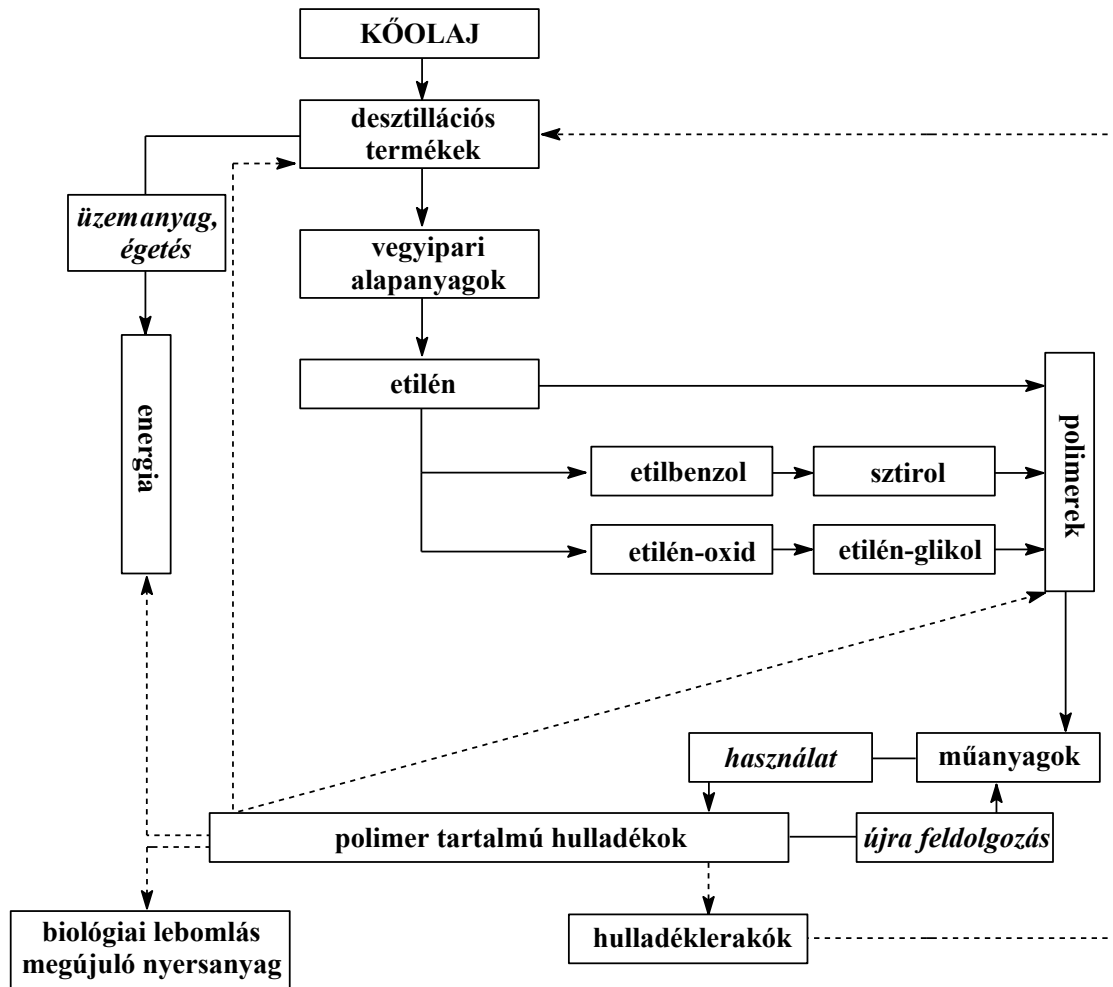 KŐOLAJ
desztillációs
termékek
üzemanyag,
égetés
vegyipari
alapanyagok
energia
etilén
polimerek
etilbenzol
sztirol
etilén-oxid
etilén-glikol
használat
műanyagok
polimer tartalmú hulladékok
újra feldolgozás
biológiai lebomlás
megújuló nyersanyag
hulladéklerakók